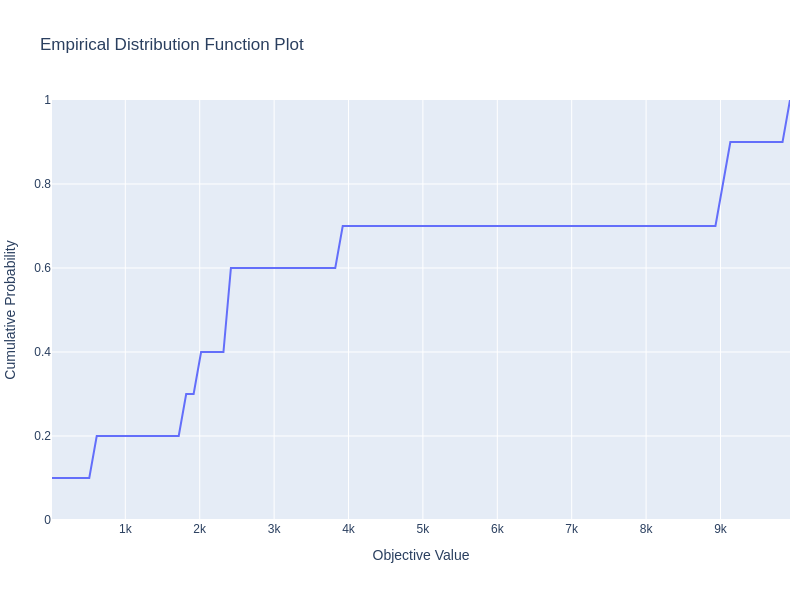 Empirical Distribution Function Plot
Cumulative Probability
1
0.8
0.6
0.4
0.2
0
1k 2k 3k 4k 5k 6k 7k 8k 9k
Objective Value